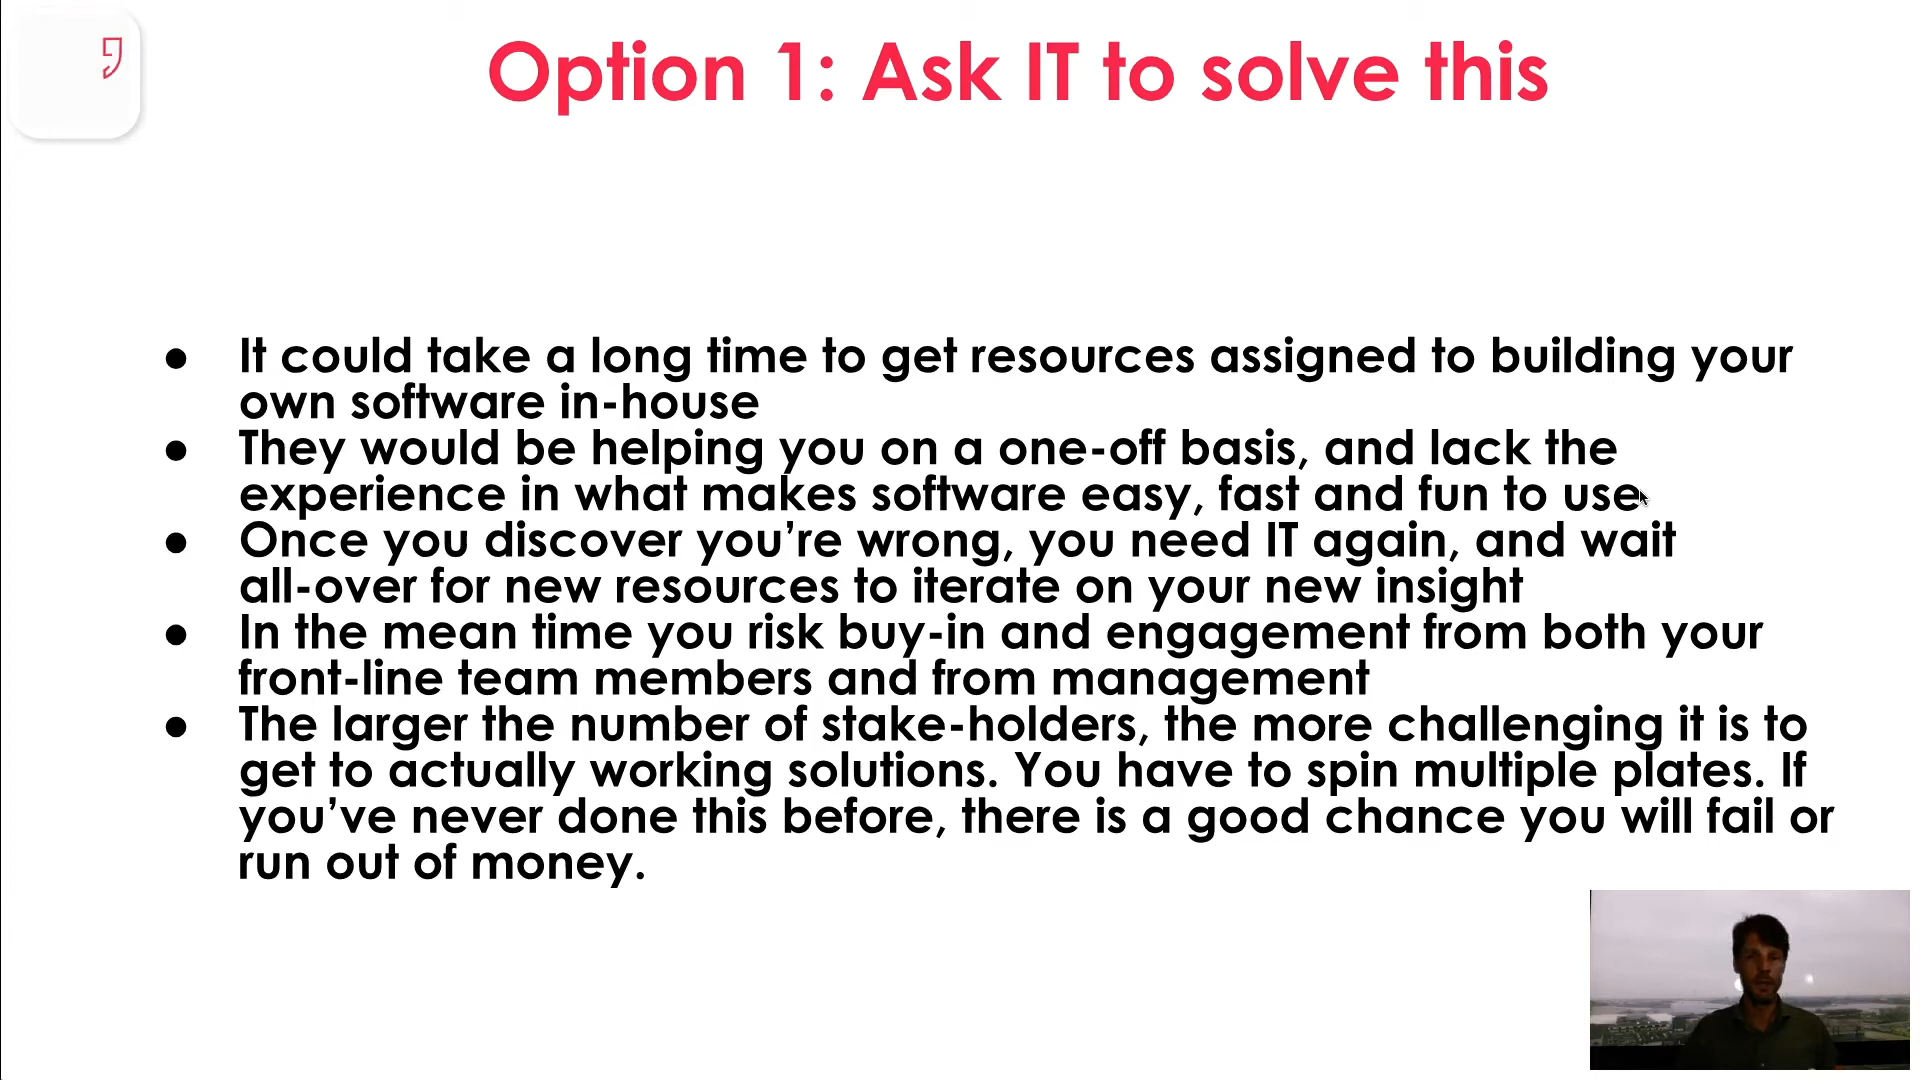 Option 1: Ask IT to solve this
● It could take a long time to get resources assigned to building your
own software in-house
● They would be helping you on a one-off basis, and lack the
experience in what makes software easy, fast and fun to use
● Once you discover you’re wrong, you need IT again, and wait
all-over for new resources to iterate on your new insight
● In the mean time you risk buy-in and engagement from both your
front-line team members and from management
● The larger the number of stake-holders, the more challenging it is to
get to actually working solutions. You have to spin multiple plates. If
you’ve never done this before, there is a good chance you will fail or
run out of money.